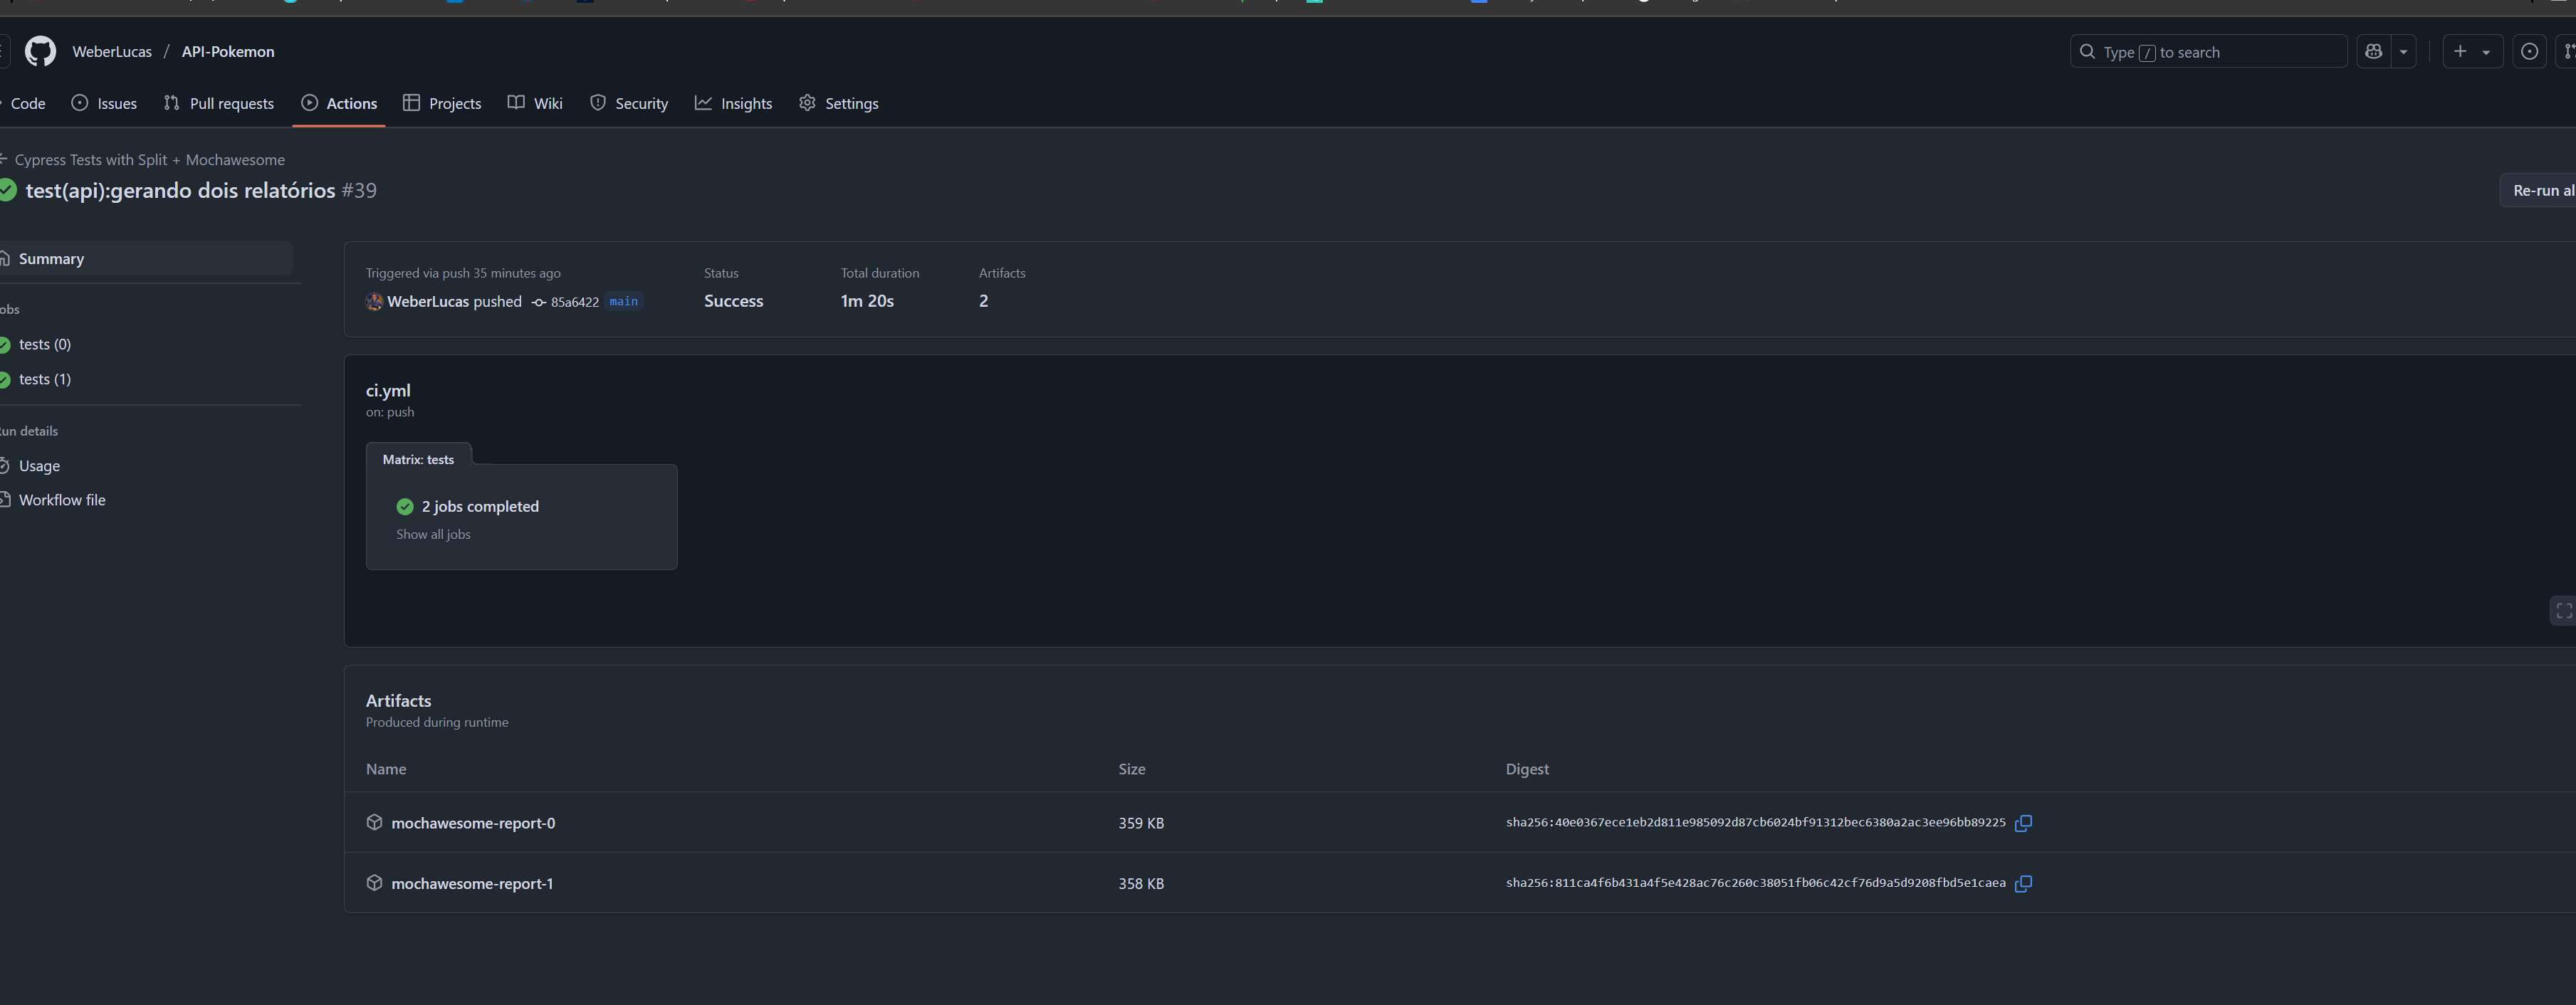 WeberLucas / API-Pokemon
Type / to search
Code Issues Pull requests Actions Projects Wiki Security Insights Settings
Cypress Tests with Split + Mochawesome
test(api):gerando dois relatórios #39
Re-run al
Summary
obs
tests (0)
tests (1)
un details
Usage
Workflow file
Triggered via push 35 minutes ago
WeberLucas pushed 85a6422 main
Status
Success
Total duration
1m 20s
Artifacts
2
ci.yml
on: push
Matrix: tests
2 jobs completed
Show all jobs
Artifacts
Produced during runtime
Name Size Digest
mochawesome-report-0 359 KB sha256:40e0367ece1eb2d811e985092d87cb6024bf91312bec6380a2ac3ee96bb89225
mochawesome-report-1 358 KB sha256:811ca4f6b431a4f5e428ac76c260c38051fb06c42cf76d9a5d9208fbd5e1caea